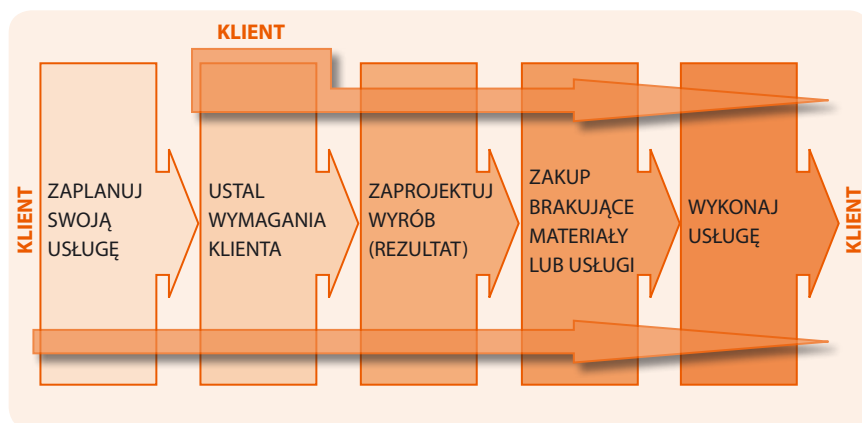 KLIENT
KLIENT
ZAPLANUJ
SWOJĄ
USŁUGĘ
USTAL
WYMAGANIA
KLIENTA
ZAPROJEKTUJ
WYRÓB
(REZULTAT)
ZAKUP
BRAKUJĄCE
MATERIAŁY
LUB USŁUGI
WYKONAJ
USŁUGĘ
KLIENT